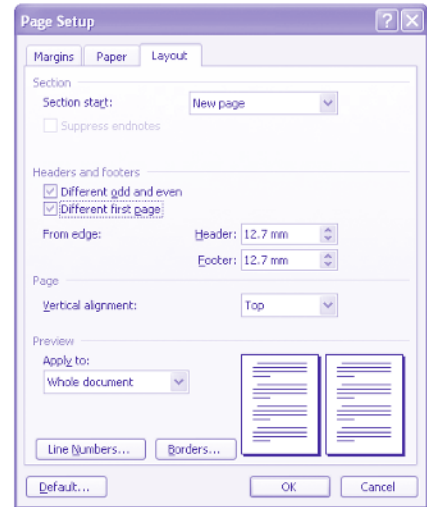 Page Setup
Margins Paper Layout
Section
Section start: New page
Suppress endnotes
Headers and footers
Different odd and even
Different first page
From edge: Header: 12.7 mm
Footer: 12.7 mm
Page
Vertical alignment: Top
Preview
Apply to:
Whole document
Line Numbers... Borders...
Default... OK Cancel